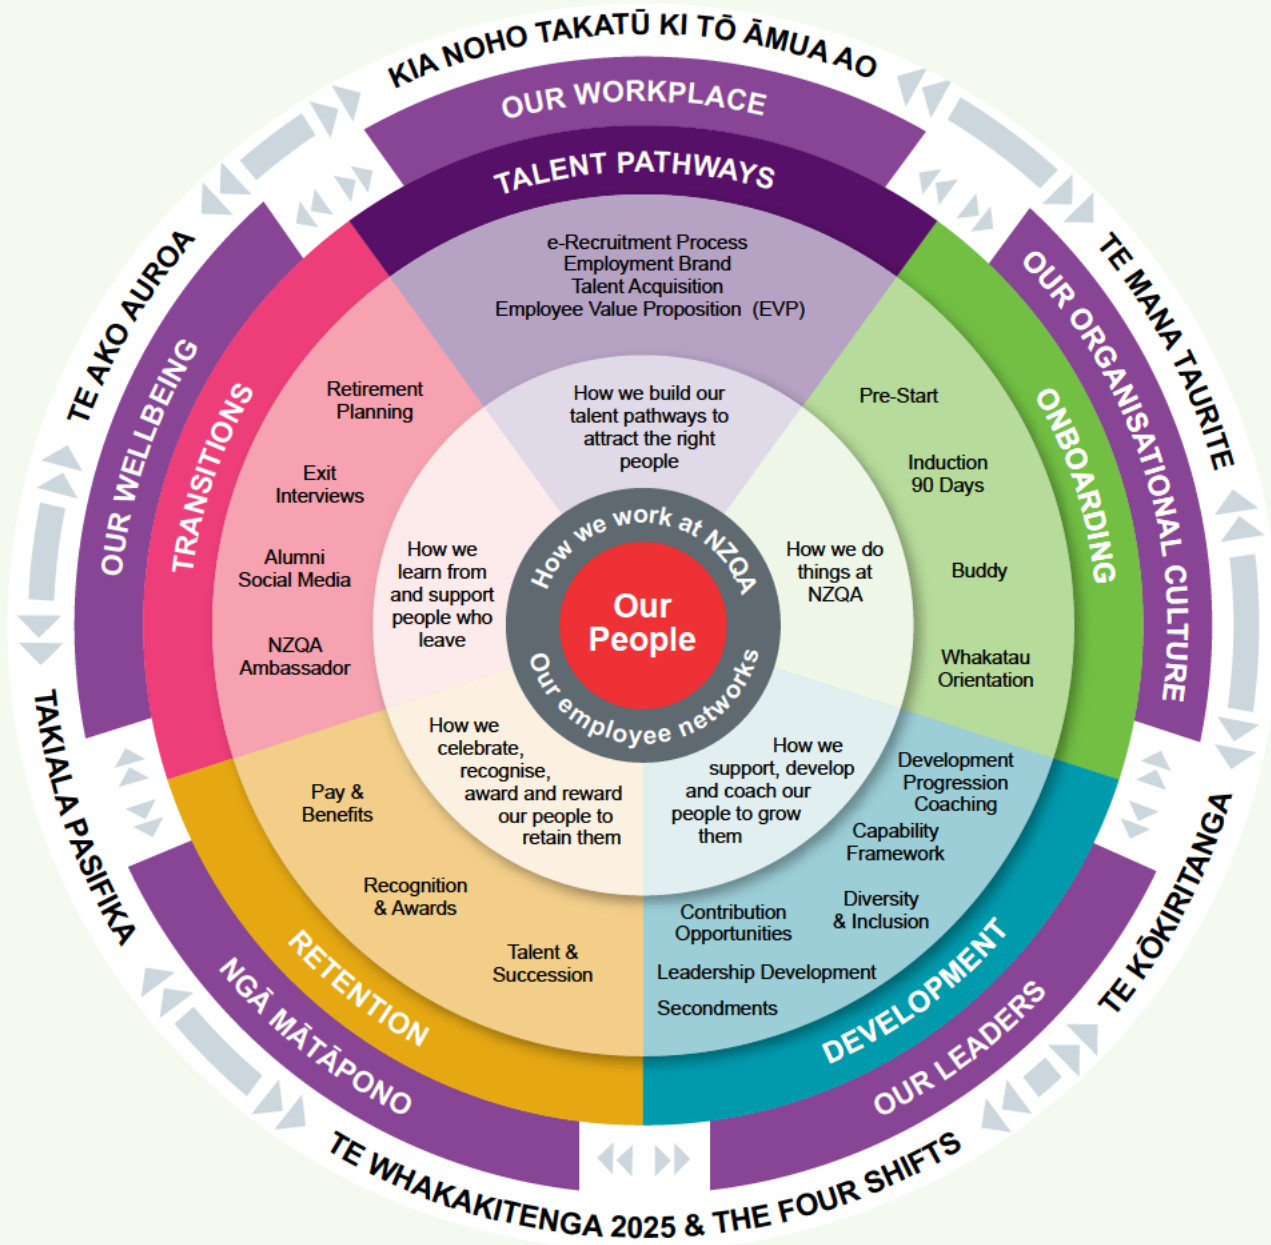 KIA NOHO TAKATŪ KI TŌ ĀMUA AO
TE MANA TAURITE
TE KŌKIRITANGA
TE WHAKAKITENGA 2025 & THE FOUR SHIFTS
TAKIALA PASIFIKA
TE AKO AUROA
OUR WORKPLACE
OUR ORGANISATIONAL CULTURE
OUR LEADERS
NGĀ MĀTĀPONO
OUR WELLBEING
TALENT PATHWAYS
e-Recruitment Process
Employment Brand
Talent Acquisition
Employee Value Proposition (EVP)
How we build our
talent pathways to
attract the right
people
ONBOARDING
Pre-Start
Induction
90 Days
Buddy
Whakatau
Orientation
How we do
things at
NZQA
DEVELOPMENT
Development
Progression
Coaching
Capability
Framework
Diversity
& Inclusion
Contribution
Opportunities
Leadership Development
Secondments
How we
support, develop
and coach our
people to grow
them
RETENTION
Pay &
Benefits
Recognition
& Awards
Talent &
Succession
How we
celebrate,
recognise,
award and reward
our people to
retain them
TRANSITIONS
Retirement
Planning
Exit
Interviews
Alumni
Social Media
NZQA
Ambassador
How we
learn from
and support
people who
leave
How we work at NZQA
Our employee networks
Our
People